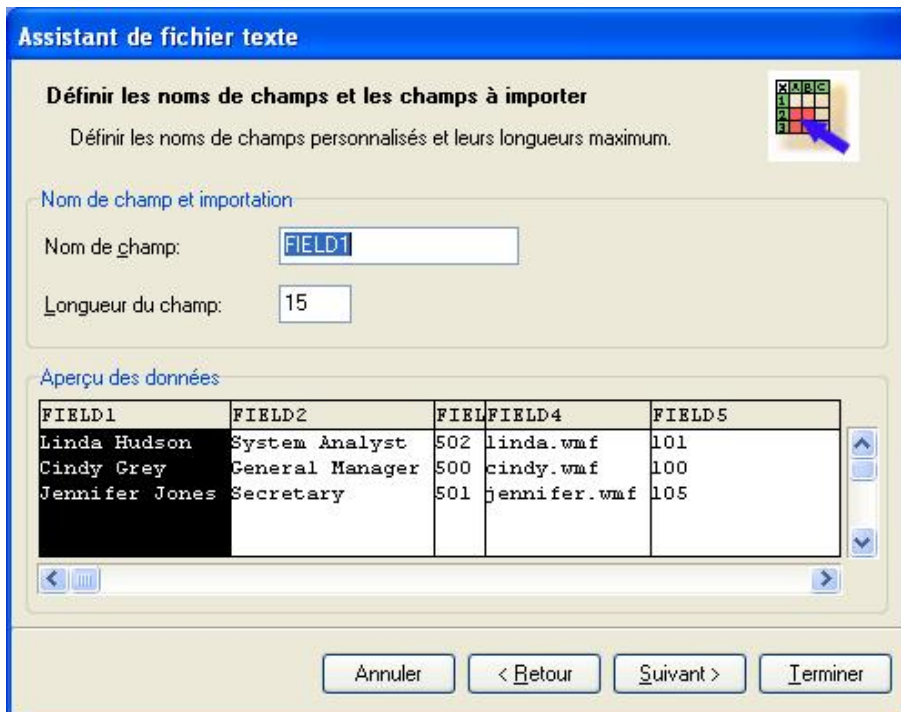 Assistant de fichier texte
Définir les noms de champs et les champs à importer
Définir les noms de champs personnalisés et leurs longueurs maximum.
X A B C
1
2
3
Nom de champ et importation
Nom de champ: FIELD1
Longueur du champ: 15
Aperçu des données
FIELD1 FIELD2 FIEL FIELD4 FIELD5
Linda Hudson System Analyst 502 linda.wmf 101
Cindy Grey General Manager 500 cindy.wmf 100
Jennifer Jones Secretary 501 jennifer.wmf 105
Annuler < Retour Suivant > Terminer